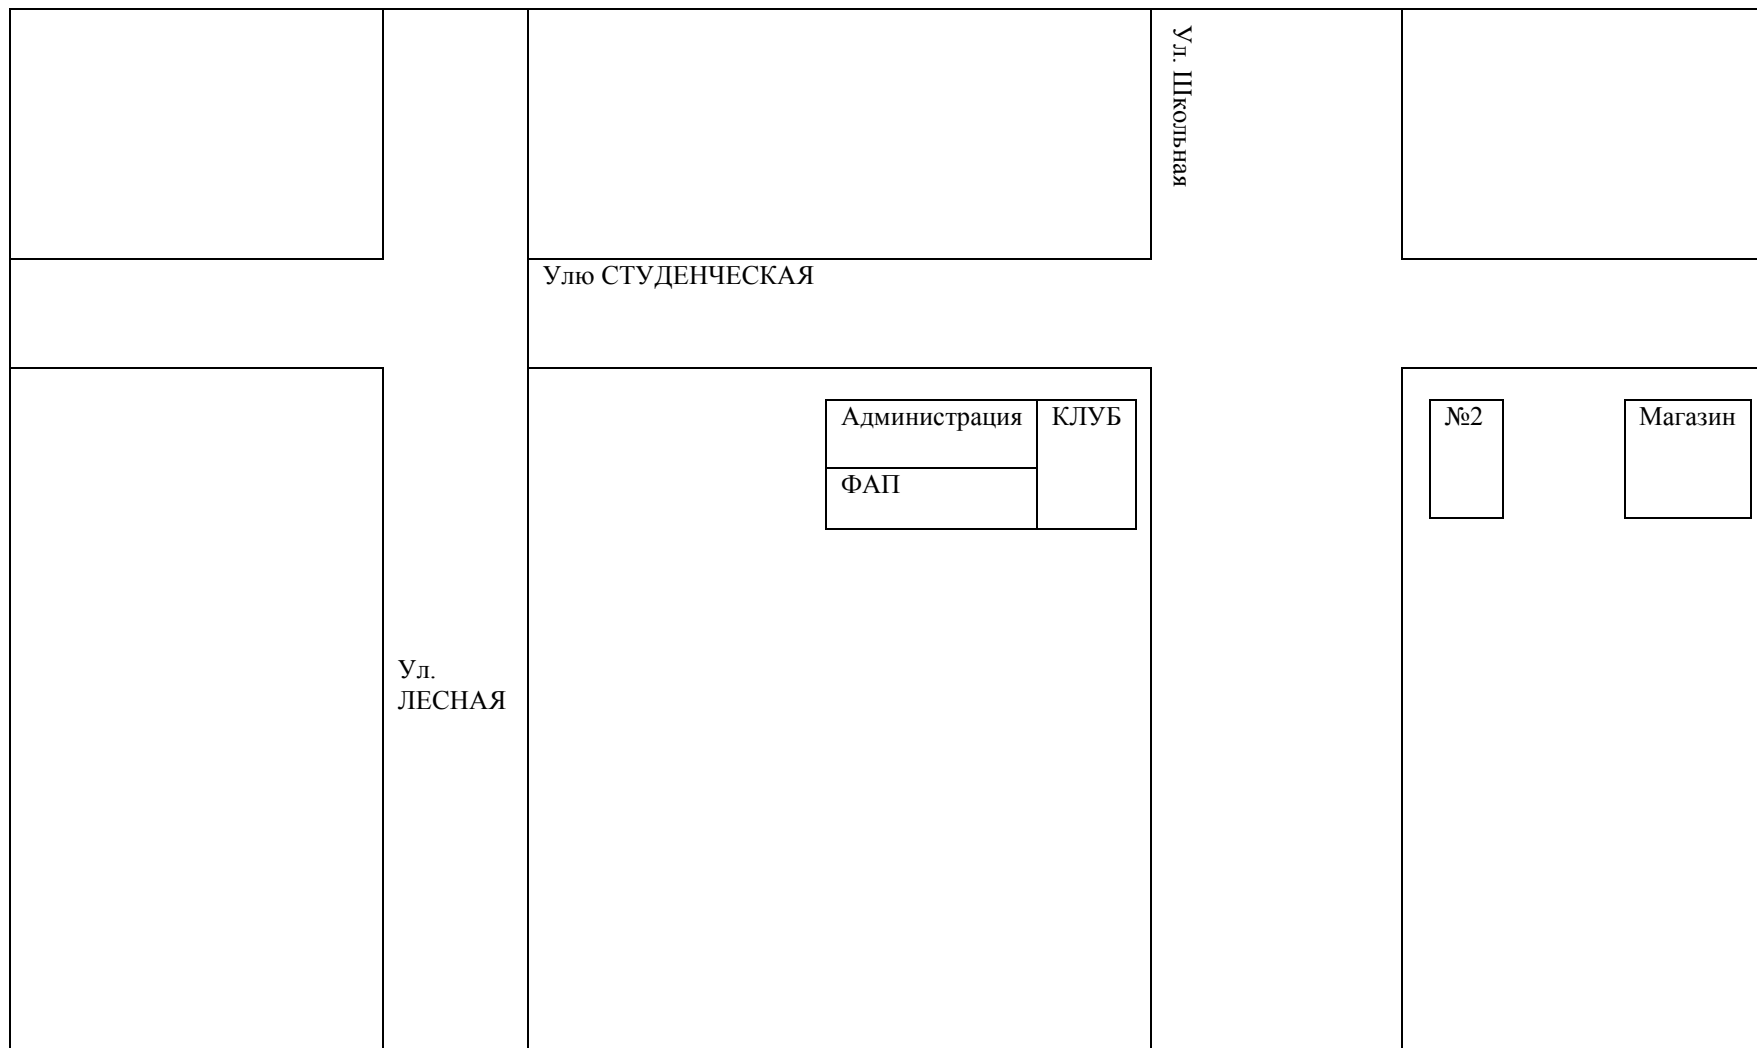 Ул. Школьная
Улю СТУДЕНЧЕСКАЯ
Администрация
КЛУБ
№2
Магазин
ФАП
Ул.
ЛЕСНАЯ